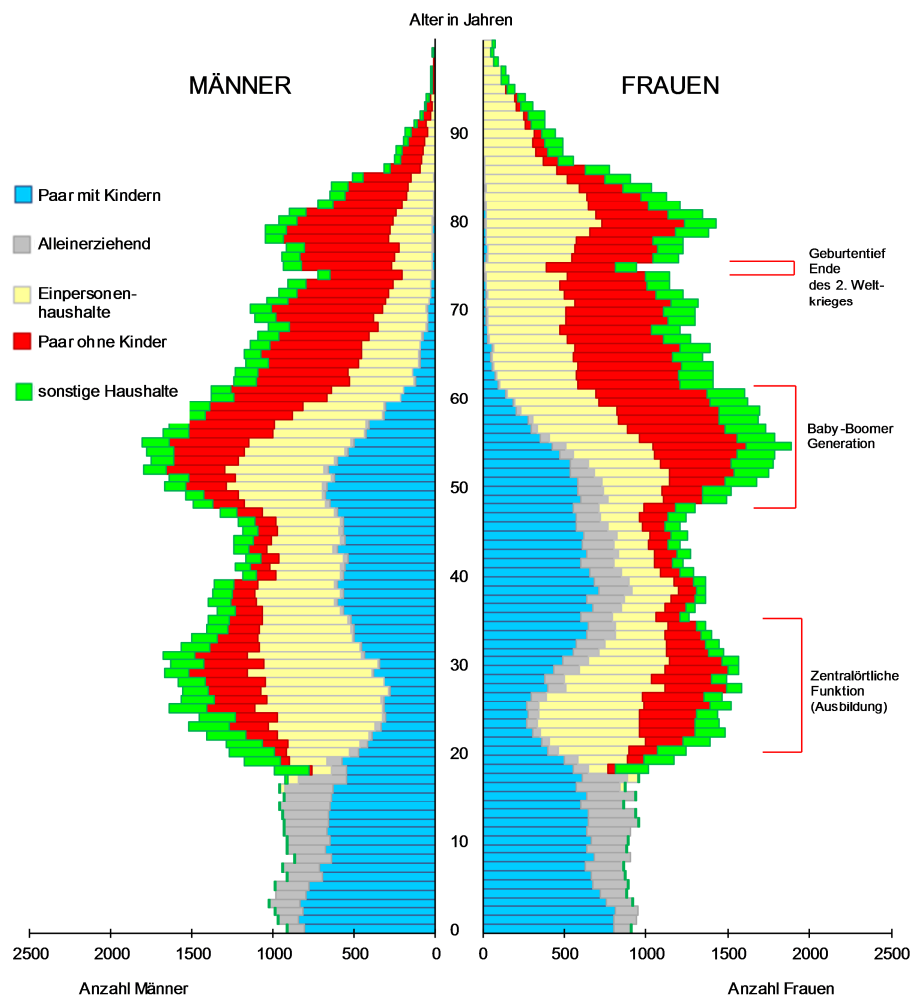 Alter in Jahren
MÄNNER
FRAUEN
90
Paar mit Kindern
Alleinerziehend
80
Geburtentief
Ende
des 2. Welt-
krieges
Einpersonen-
haushalte
70
Paar ohne Kinder
sonstige Haushalte
60
Baby-Boomer
Generation
50
40
30
Zentralörtliche
Funktion
(Ausbildung)
20
10
0
2500 2000 1500 1000 500 0 0 500 1000 1500 2000 2500
Anzahl Männer
Anzahl Frauen